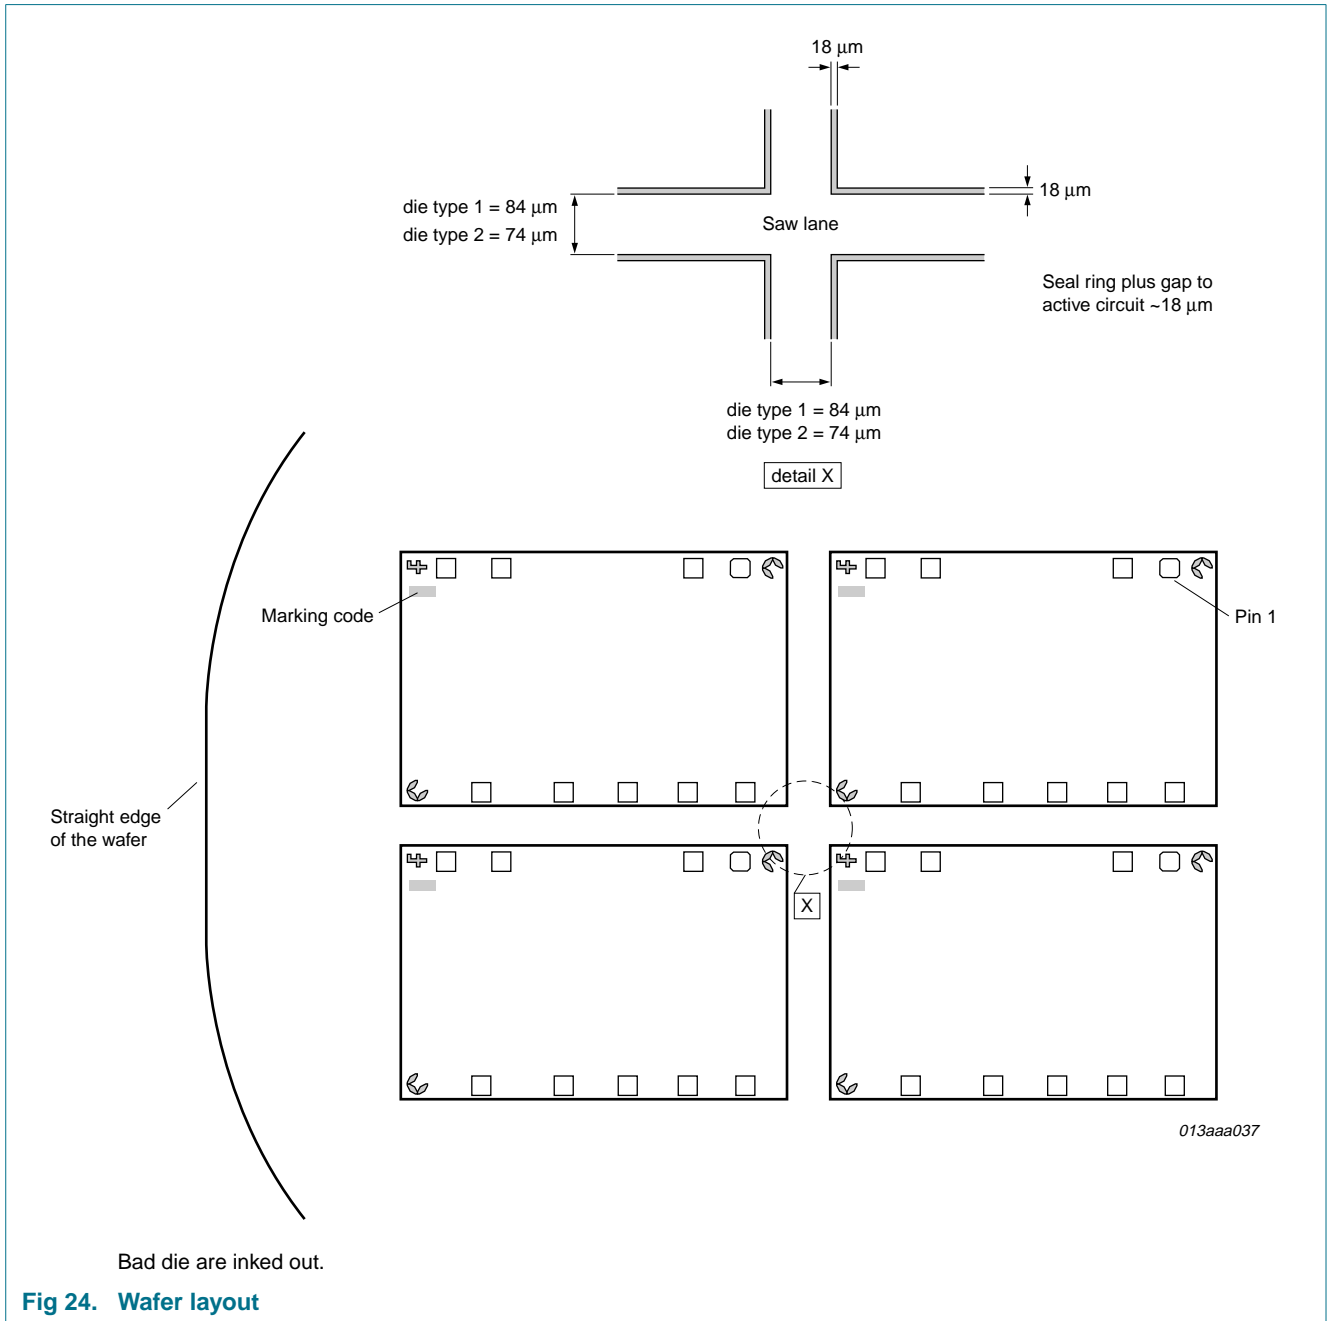 18 μm
18 μm
die type 1 = 84 μm
die type 2 = 74 μm
Saw lane
Seal ring plus gap to
active circuit ~18 μm
die type 1 = 84 μm
die type 2 = 74 μm
detail X
Marking code
Pin 1
Straight edge
of the wafer
X
013aaa037
Bad die are inked out.
Fig 24. Wafer layout